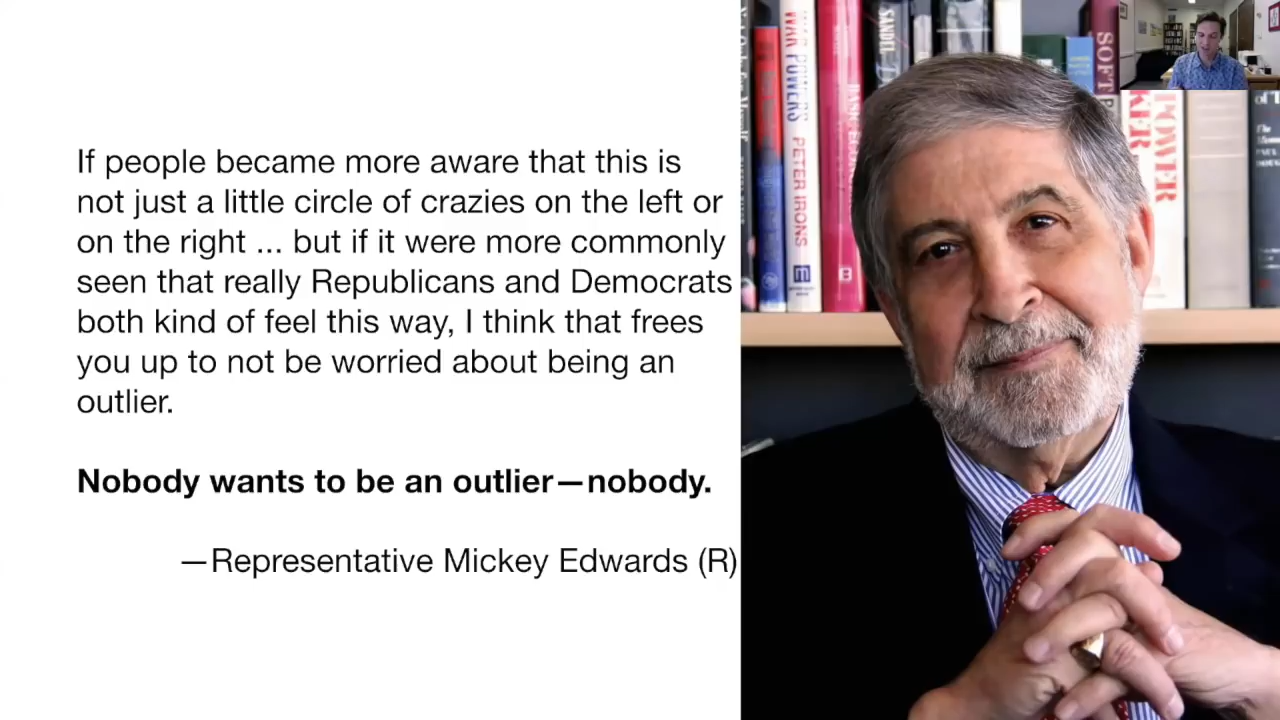 If people became more aware that this is
not just a little circle of crazies on the left or
on the right ... but if it were more commonly
seen that really Republicans and Democrats
both kind of feel this way, I think that frees
you up to not be worried about being an
outlier.
Nobody wants to be an outlier—nobody.
—Representative Mickey Edwards (R)
WAR POWERS
PETER IRONS
SANDEL
SOFT
POWER